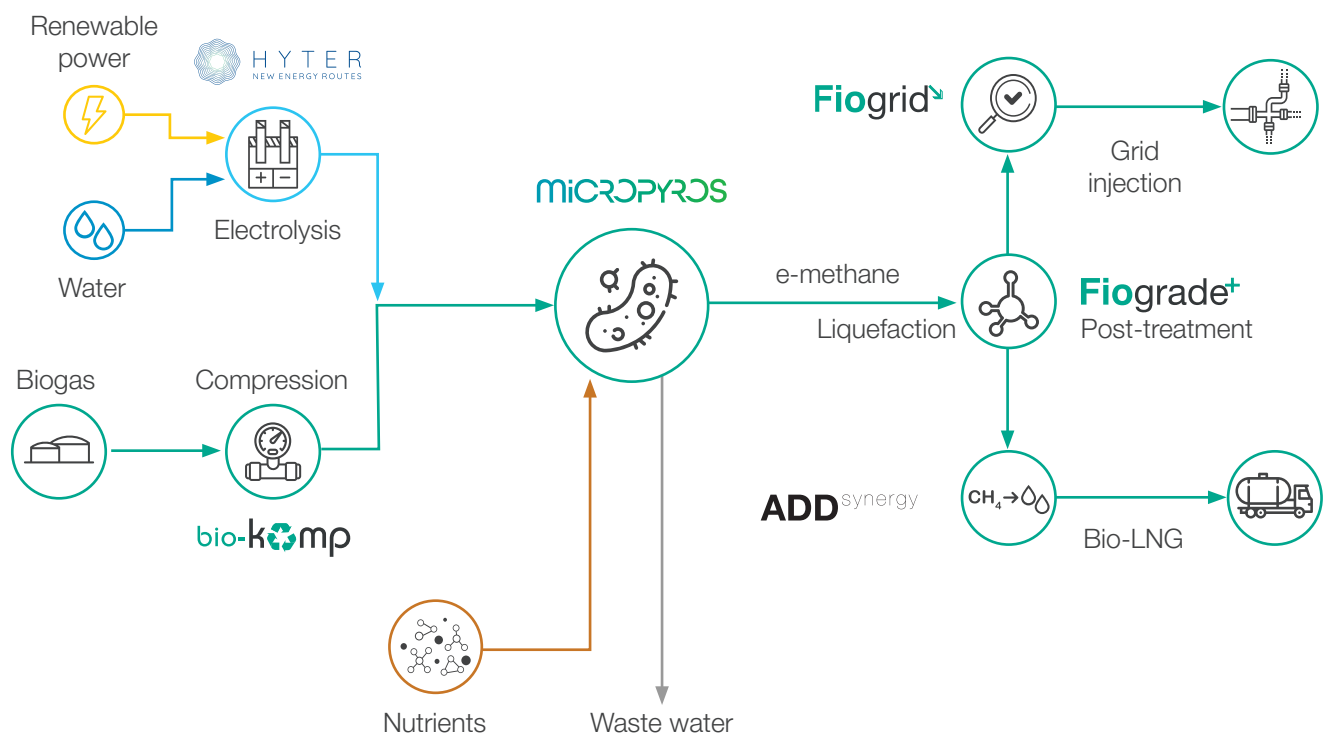 Renewable
power
HYTER
NEW ENERGY ROUTES
Electrolysis
Water
Biogas
Compression
bio-komp
MiCROPYROS
Nutrients
Waste water
e-methane
Liquefaction
Fiogrid
Grid
injection
Fiograde+
Post-treatment
ADD synergy
CH₄→
Bio-LNG
+ −